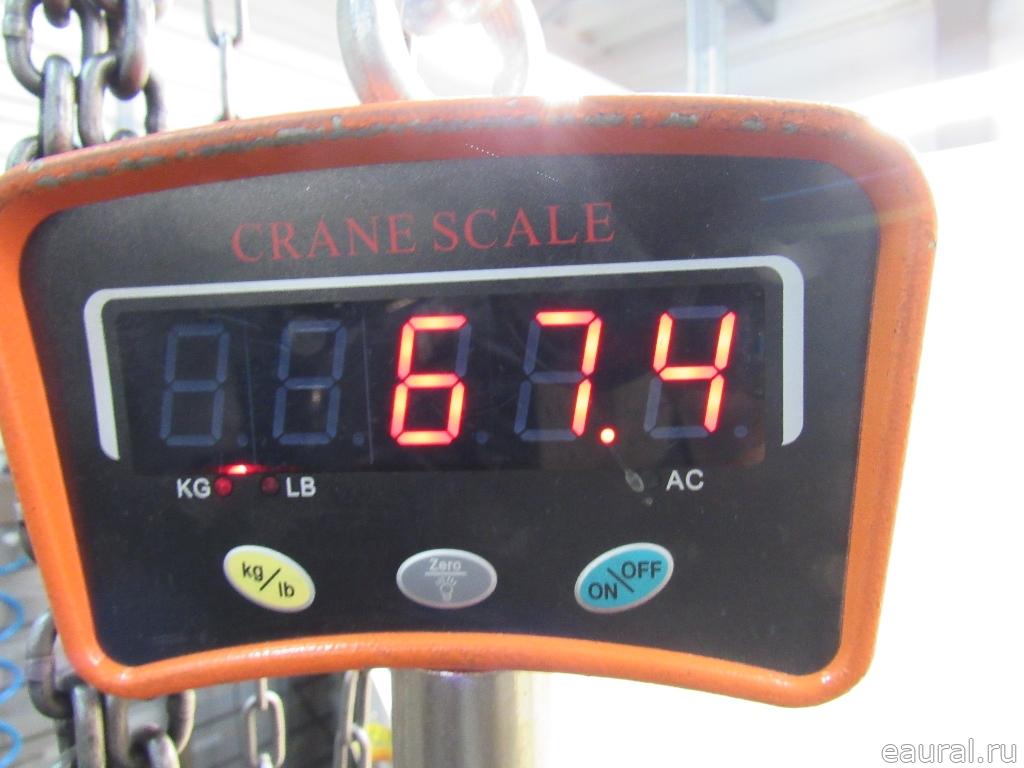 CRANE SCALE
67.4
KG LB AC
kg/lb Zero ON/OFF
eaural.ru